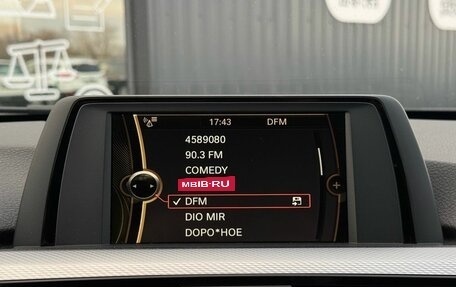 17:43 DFM
4589080
90.3 FM
COMEDY
MBIB-RU
✓ DFM
DIO MIR
DOPO*HOE